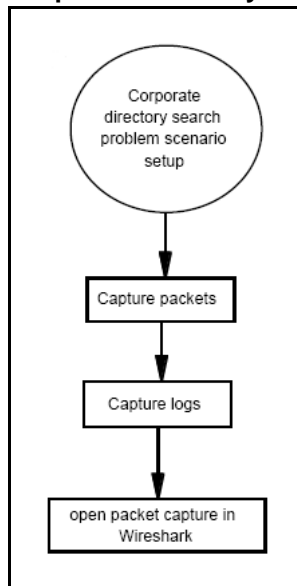 Corporate
directory search
problem scenario
setup
Capture packets
Capture logs
open packet capture in
Wireshark